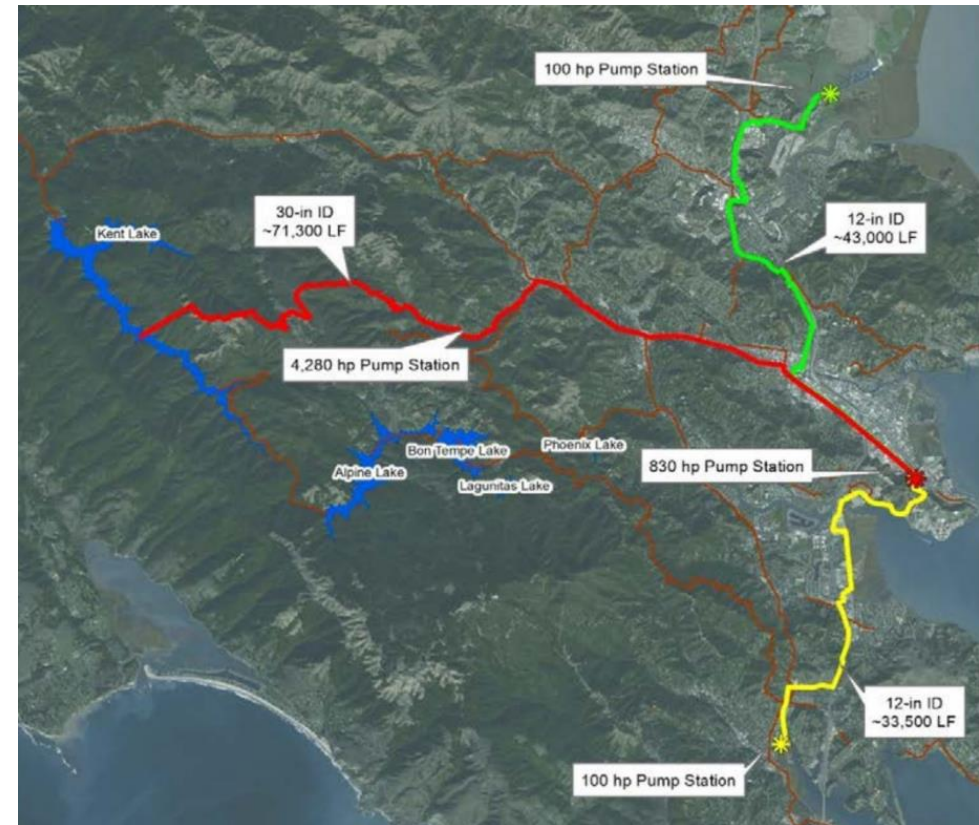 100 hp Pump Station
30-in ID
~71,300 LF
Kent Lake
12-in ID
~43,000 LF
4,280 hp Pump Station
Phoenix Lake
Bon Tempe Lake
Alpine Lake
830 hp Pump Station
Lagunitas Lake
12-in ID
~33,500 LF
100 hp Pump Station